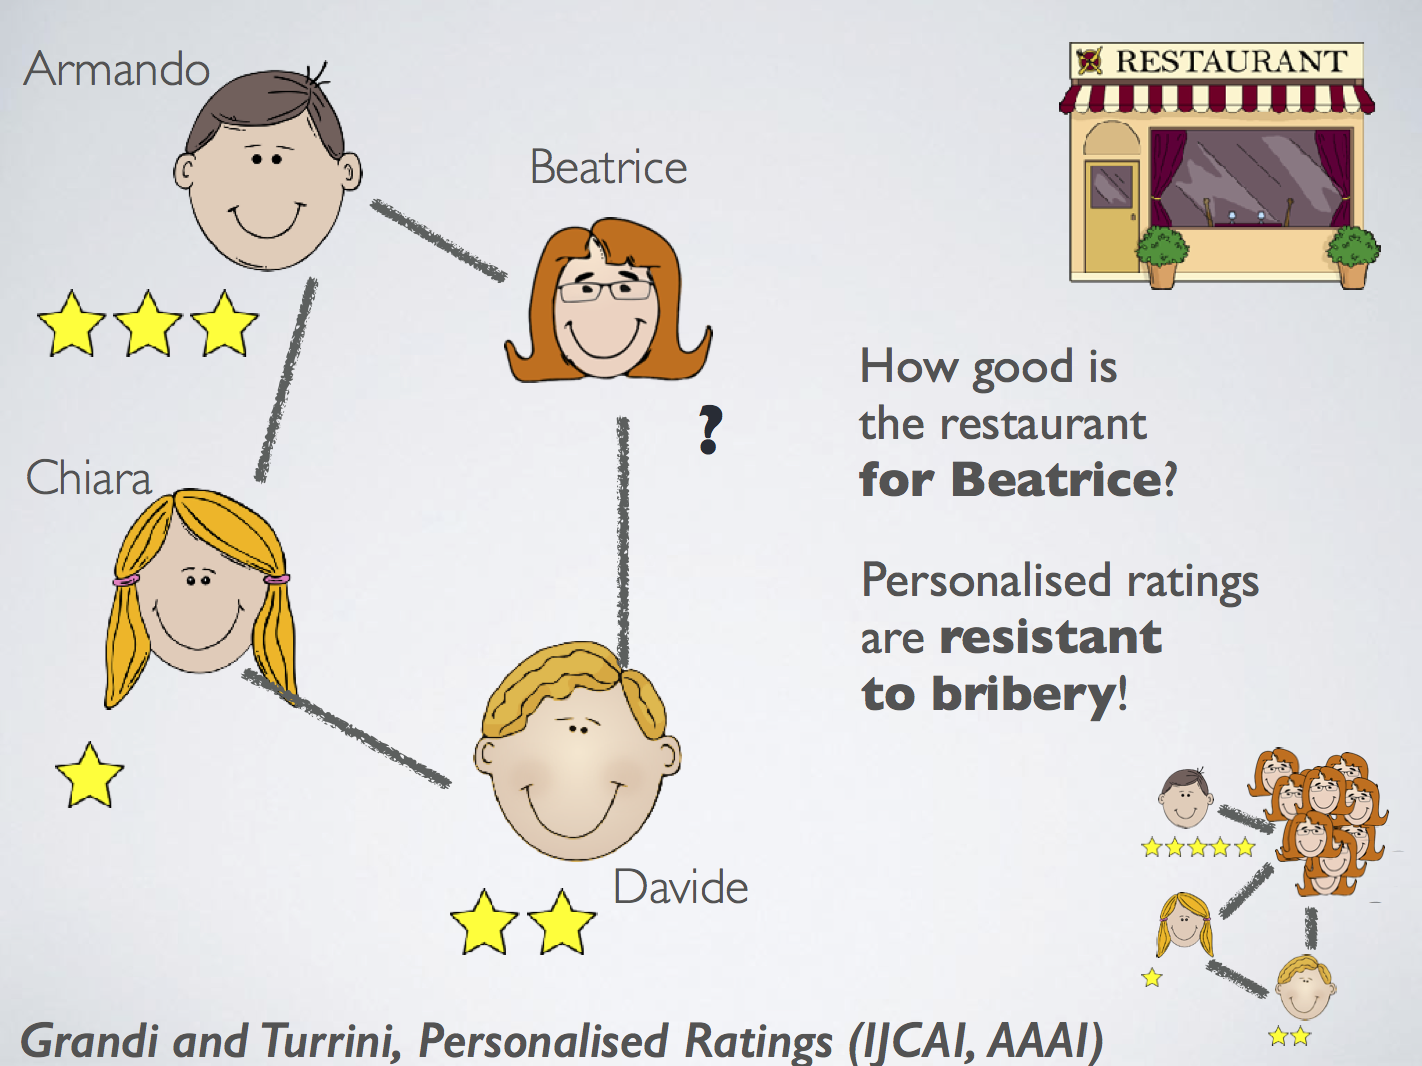 Armando
Beatrice
RESTAURANT
How good is
the restaurant
for Beatrice?
?
Chiara
Personalised ratings
are resistant
to bribery!
Davide
Grandi and Turrini, Personalised Ratings (IJCAI, AAAI)